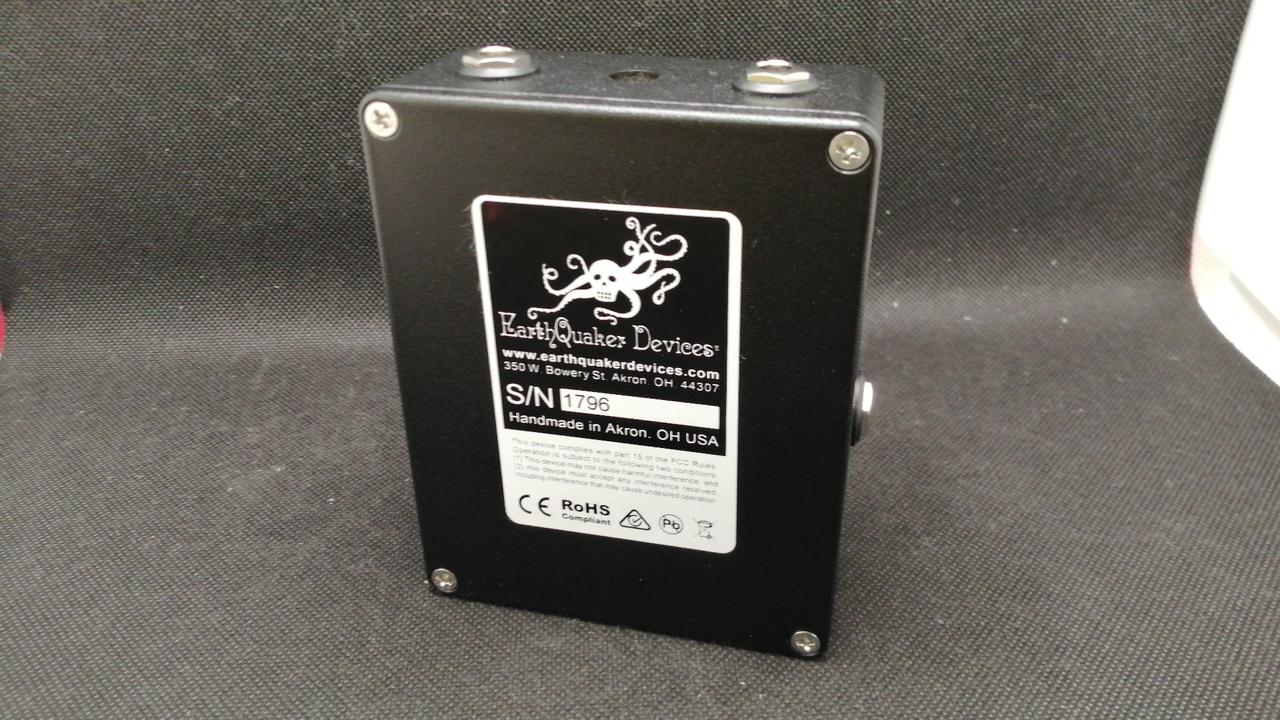 EarthQuaker Devices
www.earthquakerdevices.com
350 W. Bowery St. Akron, OH. 44307
S/N 1796
Handmade in Akron, OH USA
This device complies with part 15 of the FCC Rules
Operation is subject to the following two conditions
(1) This device may not cause harmful interference, and
(2) this device must accept any interference received,
including interference that may cause undesired operation
CE RoHS
Compliant
Pb